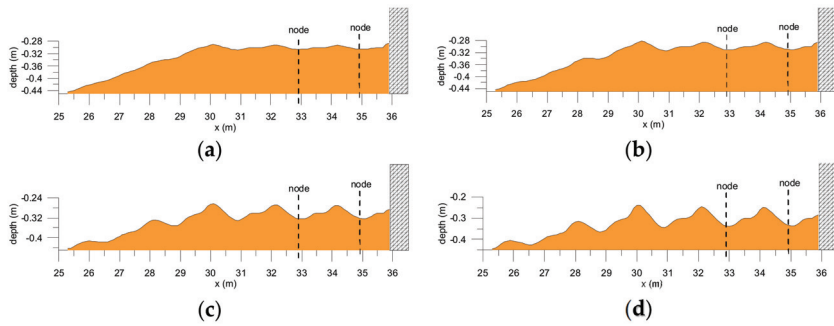 node
node
-0.28
-0.32
-0.36
-0.4
-0.44
depth (m)
25 26 27 28 29 30 31 32 33 34 35 36
x (m)
(a)
node
node
-0.28
-0.32
-0.36
-0.4
-0.44
depth (m)
25 26 27 28 29 30 31 32 33 34 35 36
x (m)
(b)
node
node
-0.24
-0.32
-0.4
depth (m)
25 26 27 28 29 30 31 32 33 34 35 36
x (m)
(c)
node
node
-0.2
-0.3
-0.4
depth (m)
25 26 27 28 29 30 31 32 33 34 35 36
x (m)
(d)